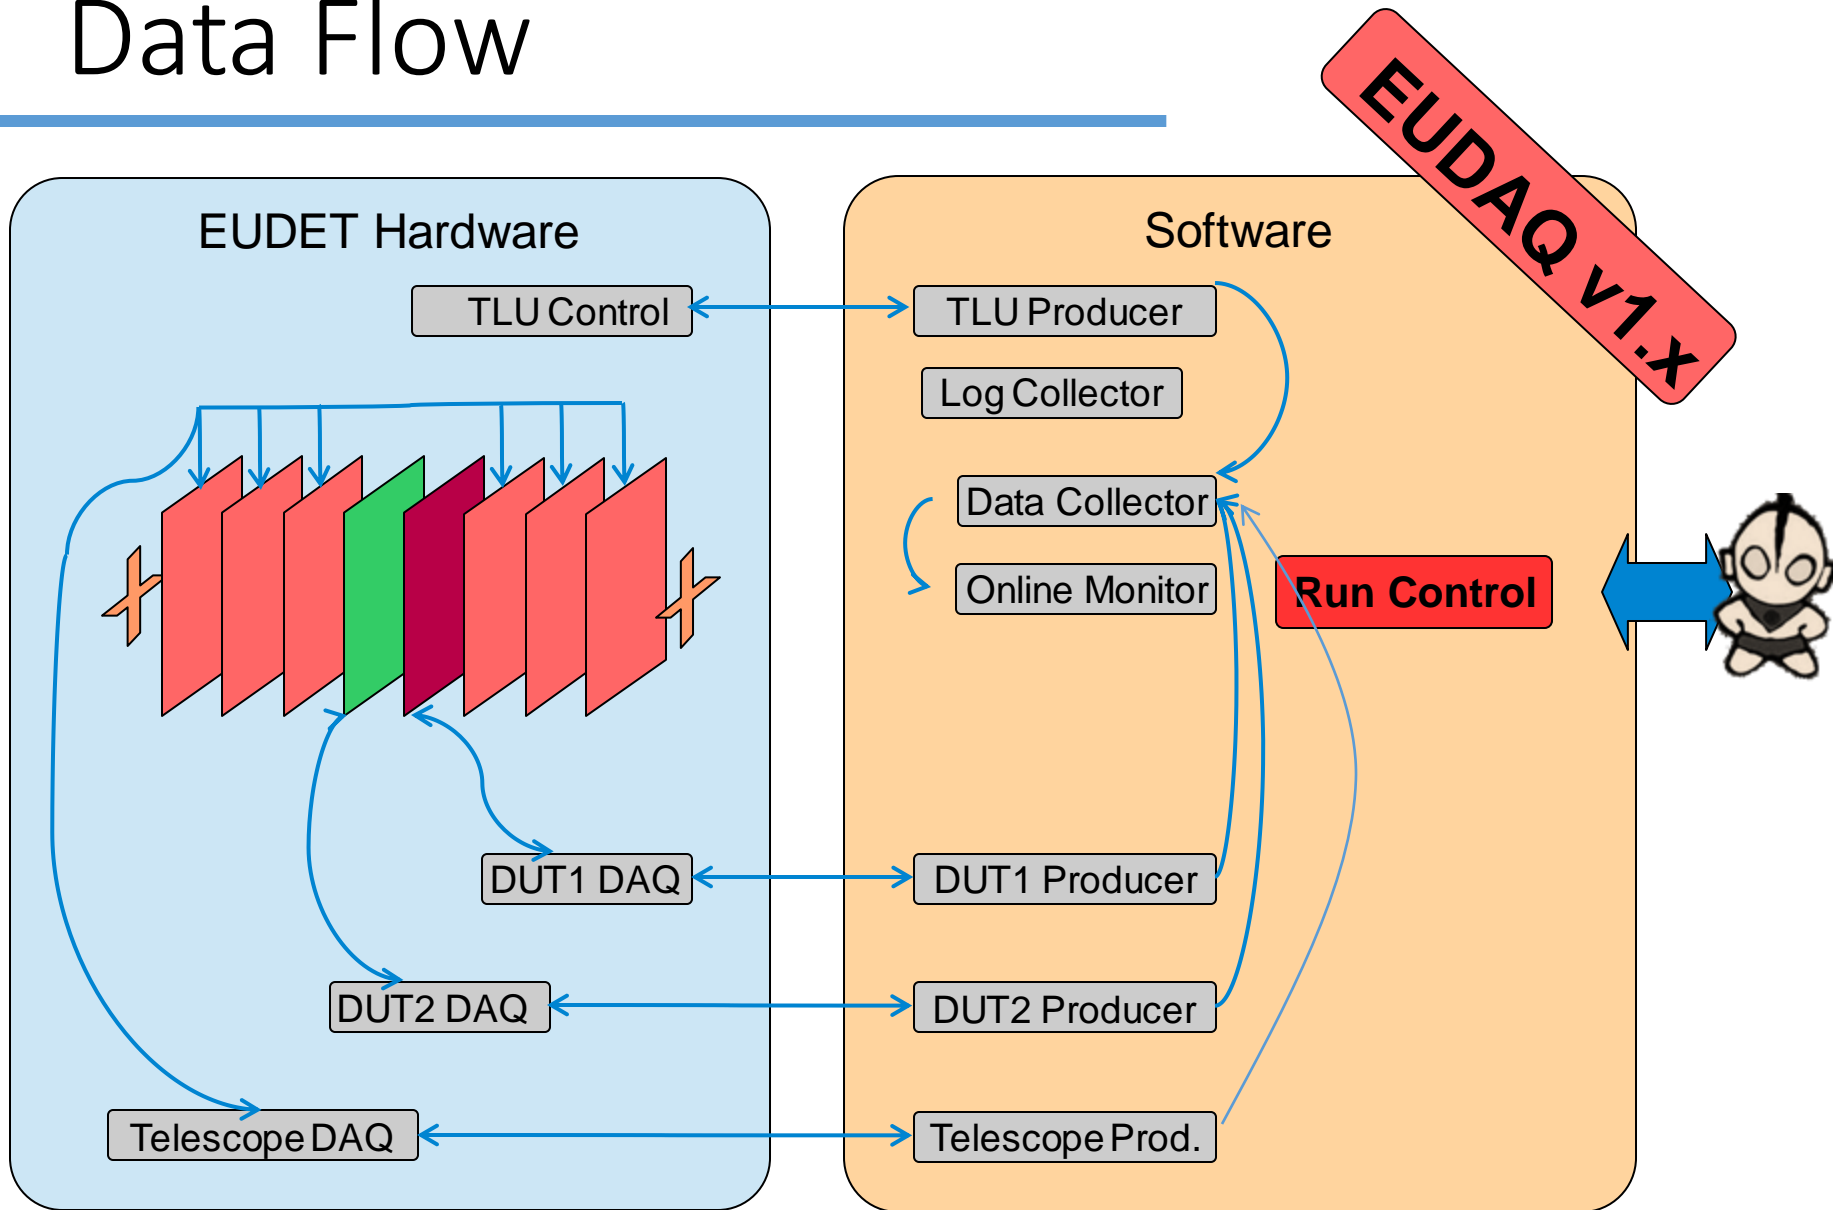 Data Flow
EUDAQ v1.x
EUDET Hardware
Software
TLU Control
TLU Producer
Log Collector
Data Collector
Online Monitor
Run Control
DUT1 DAQ
DUT1 Producer
DUT2 DAQ
DUT2 Producer
Telescope DAQ
Telescope Prod.